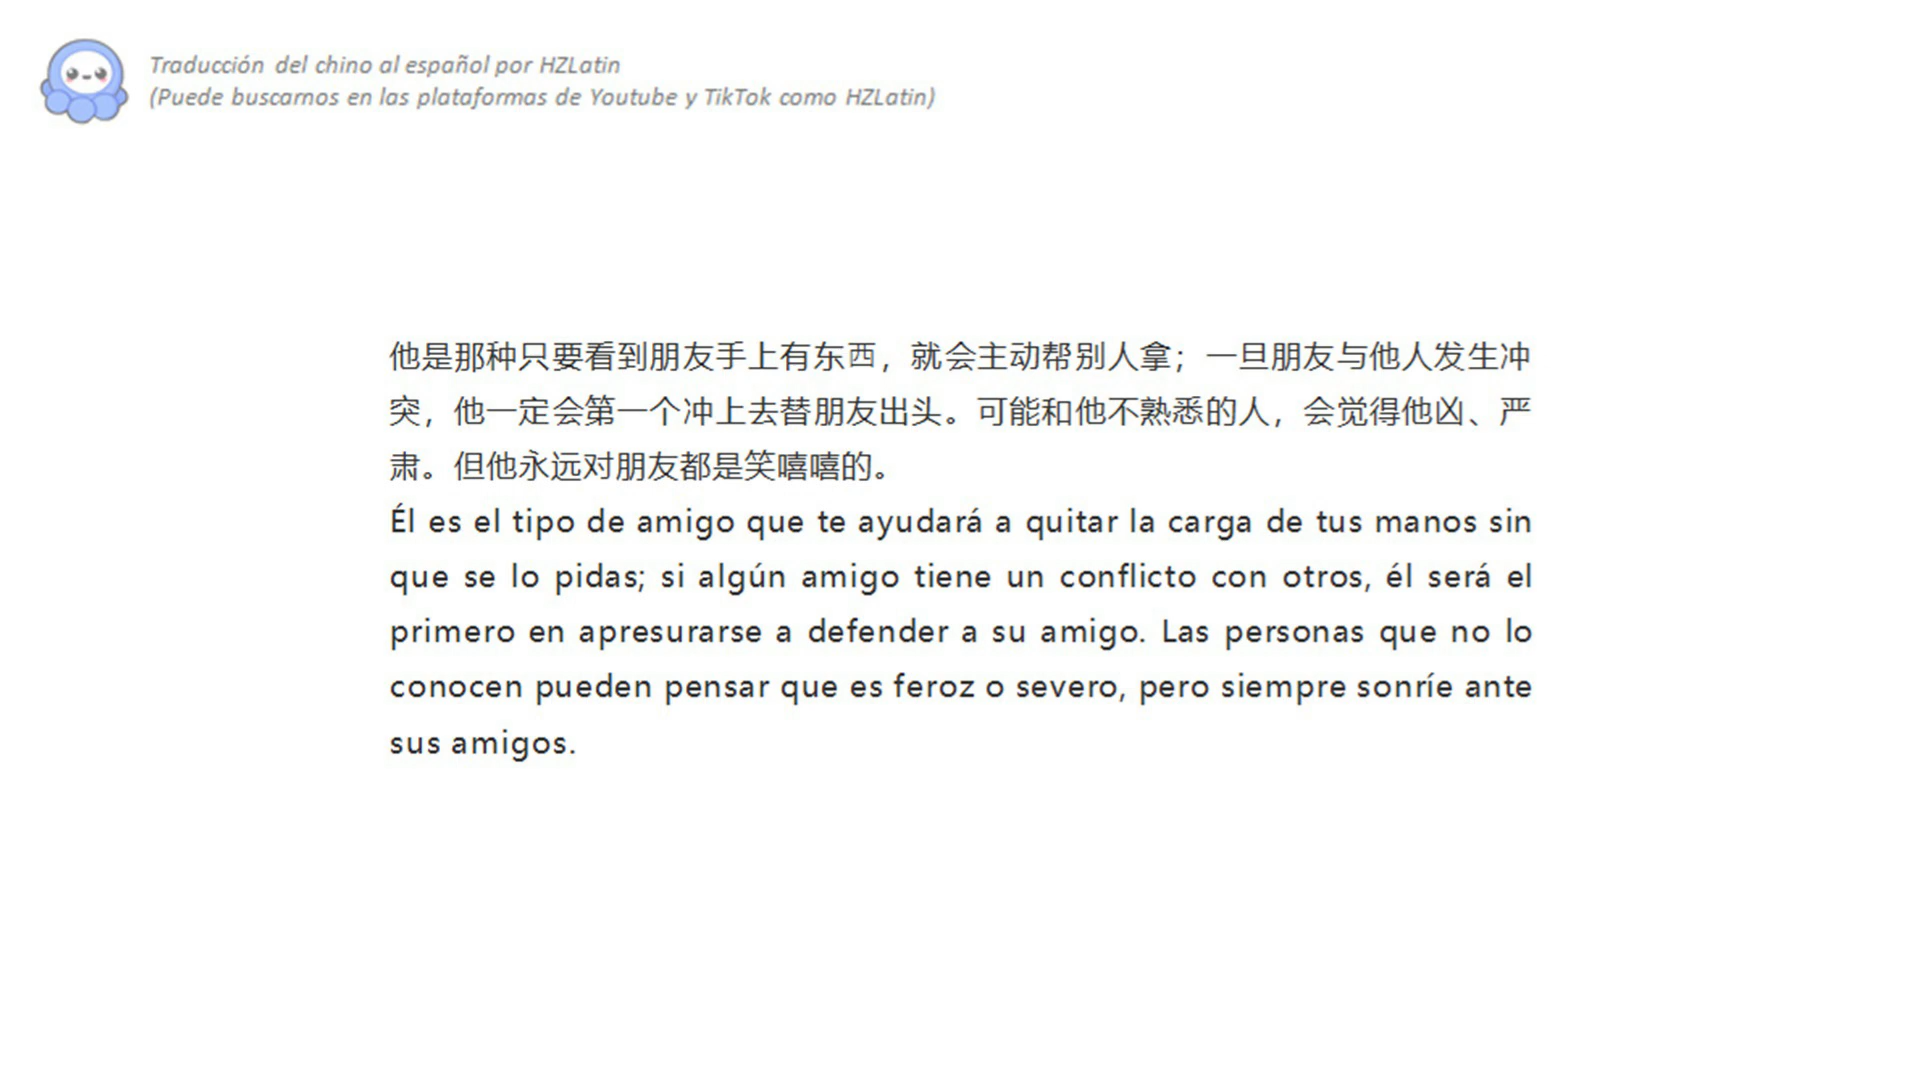 Traducción del chino al español por HZLatin
(Puede buscarnos en las plataformas de Youtube y TikTok como HZLatin)
他是那种只要看到朋友手上有东西，就会主动帮别人拿；一旦朋友与他人发生冲
突，他一定会第一个冲上去替朋友出头。可能和他不熟悉的人，会觉得他凶、严
肃。但他永远对朋友都是笑嘻嘻的。
Él es el tipo de amigo que te ayudará a quitar la carga de tus manos sin
que se lo pidas; si algún amigo tiene un conflicto con otros, él será el
primero en apresurarse a defender a su amigo. Las personas que no lo
conocen pueden pensar que es feroz o severo, pero siempre sonríe ante
sus amigos.